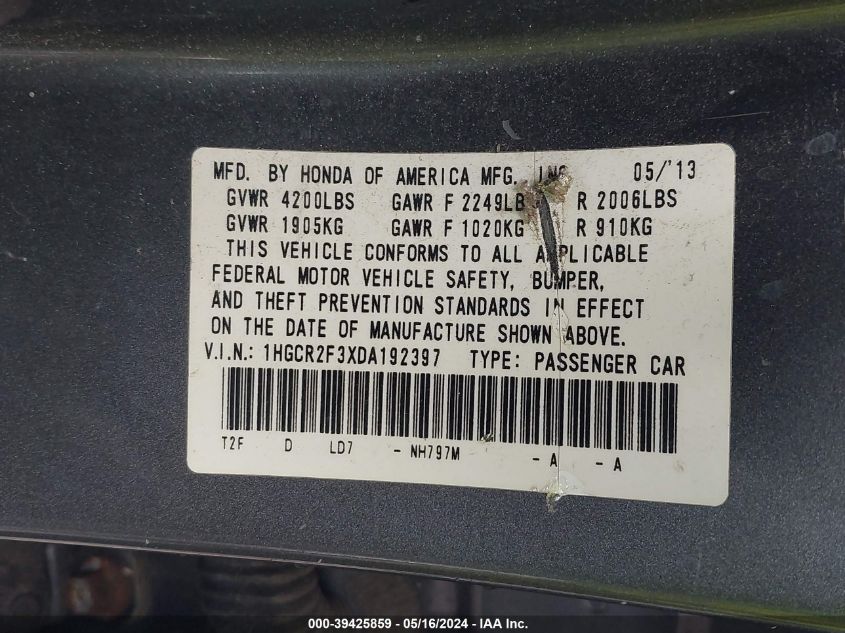 MFD. BY HONDA OF AMERICA MFG. INC 05/'13
GVWR 4200LBS GAWR F 2249LB R 2006LBS
GVWR 1905KG GAWR F 1020KG R 910KG
THIS VEHICLE CONFORMS TO ALL APPLICABLE
FEDERAL MOTOR VEHICLE SAFETY, BUMPER,
AND THEFT PREVENTION STANDARDS IN EFFECT
ON THE DATE OF MANUFACTURE SHOWN ABOVE.
V.I.N.: 1HGCR2F3XDA192397 TYPE: PASSENGER CAR
T2F D LD7 - NH797M - A - A
000-39425859 - 05/16/2024 - IAA Inc.